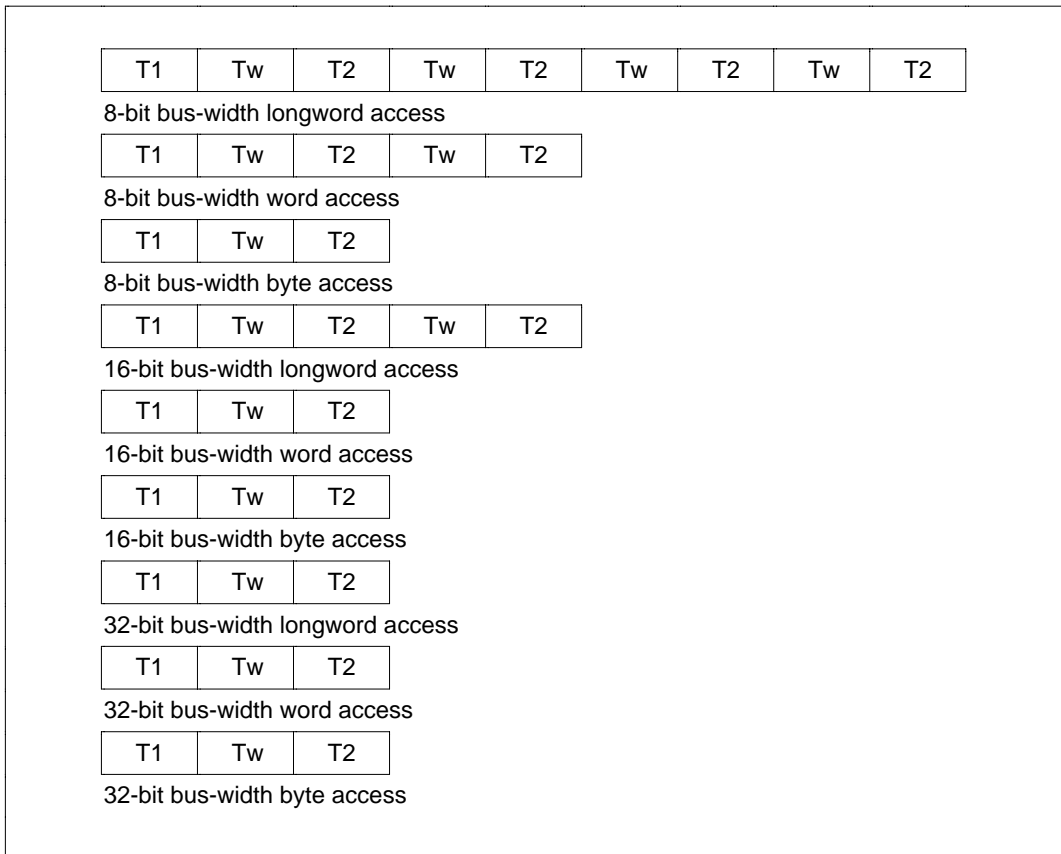 T1 Tw T2 Tw T2 Tw T2 Tw T2
8-bit bus-width longword access
T1 Tw T2 Tw T2
8-bit bus-width word access
T1 Tw T2
8-bit bus-width byte access
T1 Tw T2 Tw T2
16-bit bus-width longword access
T1 Tw T2
16-bit bus-width word access
T1 Tw T2
16-bit bus-width byte access
T1 Tw T2
32-bit bus-width longword access
T1 Tw T2
32-bit bus-width word access
T1 Tw T2
32-bit bus-width byte access